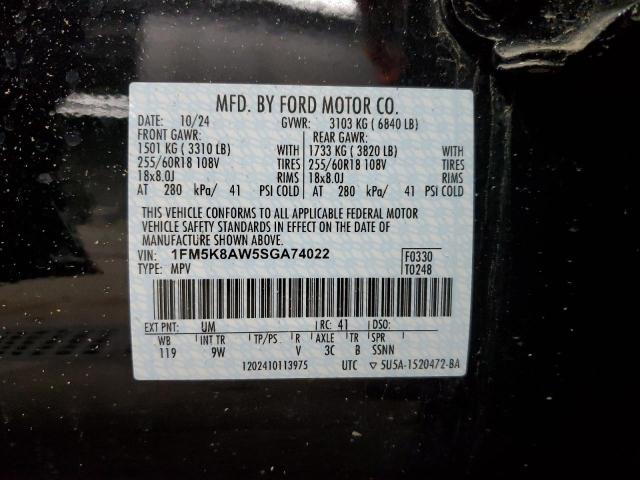 MFD. BY FORD MOTOR CO.
DATE: 10/24 GVWR: 3103 KG (6840 LB)
FRONT GAWR: REAR GAWR:
1501 KG (3310 LB) WITH 1733 KG (3820 LB) WITH
255/60R18 108V TIRES 255/60R18 108V TIRES
18x8.0J RIMS 18x8.0J RIMS
AT 280 kPa/ 41 PSI COLD AT 280 kPa/ 41 PSI COLD
THIS VEHICLE CONFORMS TO ALL APPLICABLE FEDERAL MOTOR
VEHICLE SAFETY STANDARDS IN EFFECT ON THE DATE OF
MANUFACTURE SHOWN ABOVE.
VIN: 1FM5K8AW5SGA74022 F0330
TYPE: MPV T0248
EXT PNT: UM RC: 41 DSO:
WB INT TR TP/PS R AXLE TR SPR
119 9W V 3C B SSNN
1202410113975 UTC ▽ 5U5A-1520472-BA